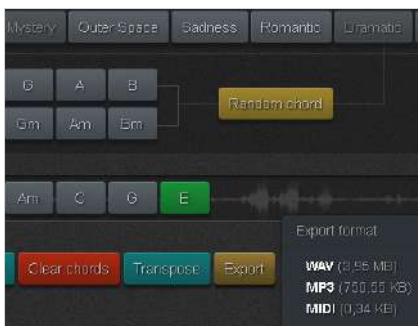 Mystery Outer Space Sadness Romantic Dramatic
G A B
Random chord
Gm Am Bm
Am C G E
Export format
Clear chords Transpose Export
WAV (3,95 MB)
MP3 (750,55 KB)
MIDI (0,34 KB)